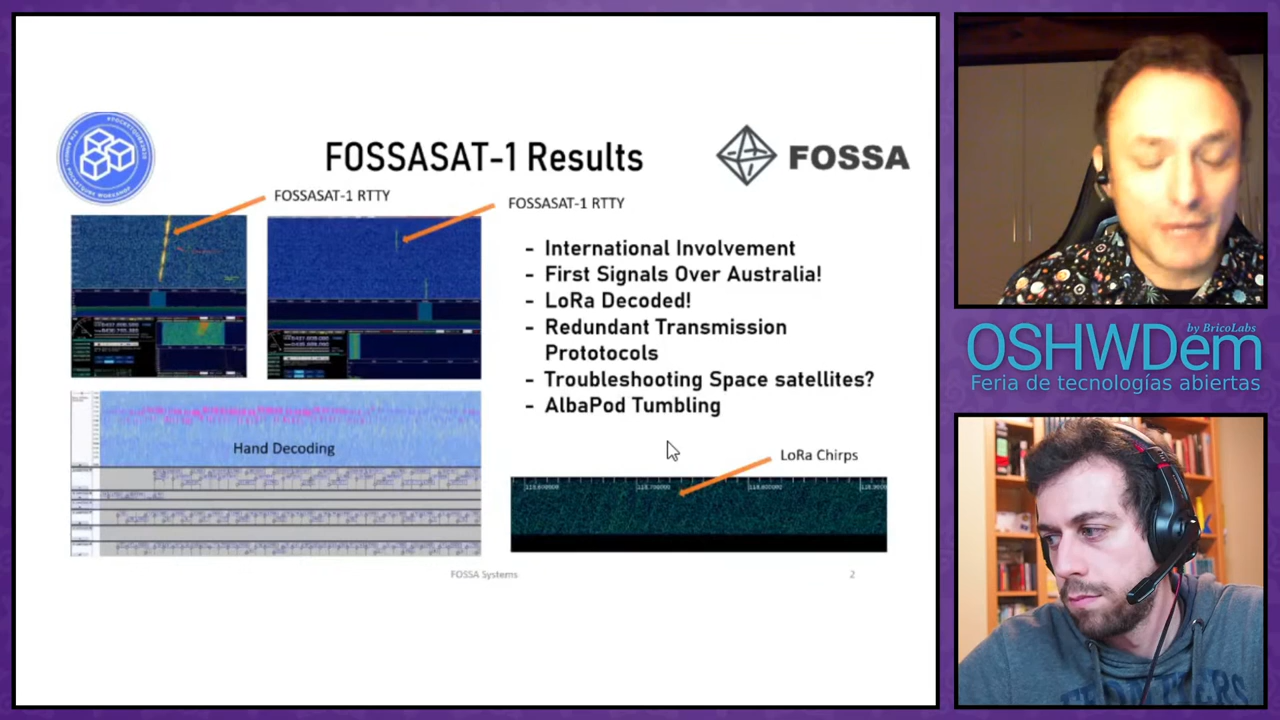 FOSSASAT-1 Results
FOSSA
FOSSASAT-1 RTTY
FOSSASAT-1 RTTY
- International Involvement
- First Signals Over Australia!
- LoRa Decoded!
- Redundant Transmission
Prototocols
- Troubleshooting Space satellites?
- AlbaPod Tumbling
Hand Decoding
LoRa Chirps
FOSSA Systems
2
OSHWDem
by BricoLabs
Feria de tecnologías abiertas